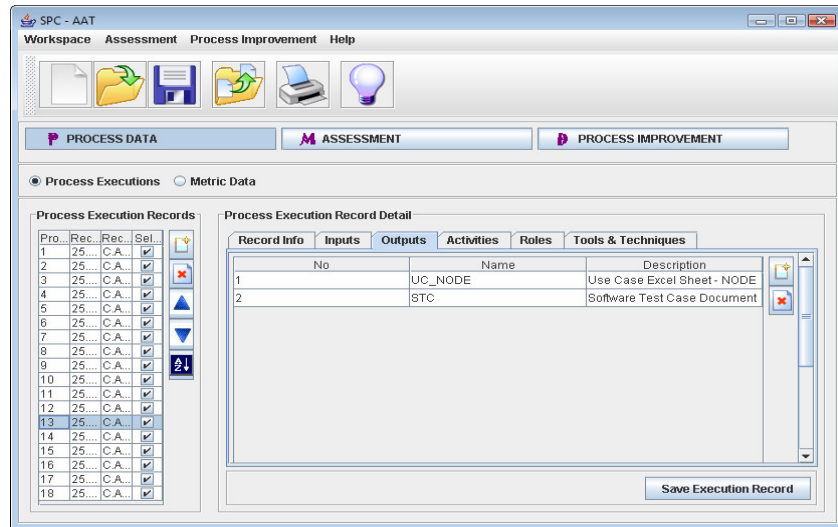 SPC - AAT
Workspace Assessment Process Improvement Help
P PROCESS DATA M ASSESSMENT PROCESS IMPROVEMENT
Process Executions Metric Data
Process Execution Records Process Execution Record Detail
Record Info Inputs Outputs Activities Roles Tools & Techniques
Pro... Rec... Rec... Sel...
No Name Description
1 UC_NODE Use Case Excel Sheet - NODE
2 STC Software Test Case Document
1 25.... C.A...
2 25.... C.A...
3 25.... C.A...
4 25.... C.A...
5 25.... C.A...
6 25.... C.A...
7 25.... C.A...
8 25.... C.A...
9 25.... C.A...
10 25.... C.A...
11 25.... C.A...
12 25.... C.A...
13 25.... C.A...
14 25.... C.A...
15 25.... C.A...
16 25.... C.A...
17 25.... C.A...
18 25.... C.A...
A
Z
Save Execution Record